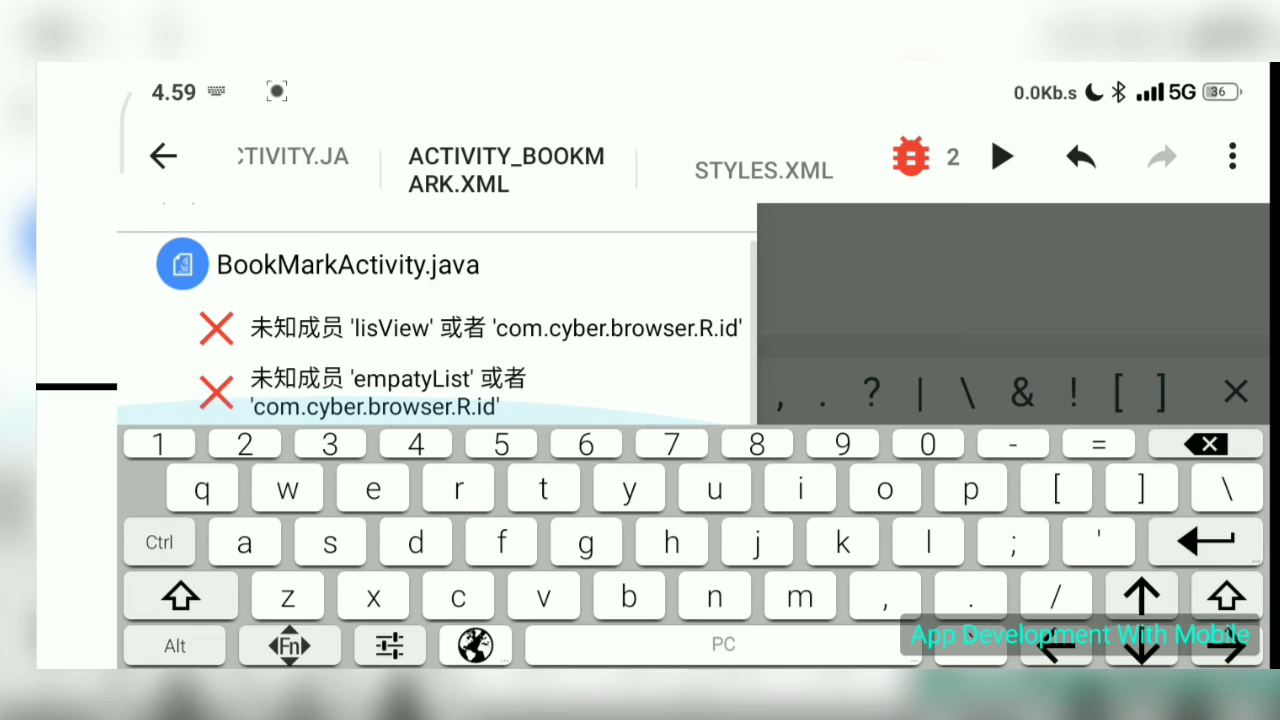 4.59
0.0Kb.s 5G 36
CTIVITY.JA
ACTIVITY_BOOKM
ARK.XML
STYLES.XML
2
BookMarkActivity.java
未知成员 'lisView' 或者 'com.cyber.browser.R.id'
未知成员 'empatyList' 或者
'com.cyber.browser.R.id'
, . ? | \ & ! [ ]
1 2 3 4 5 6 7 8 9 0 - =
q w e r t y u i o p [ ] \
Ctrl a s d f g h j k l ; '
z x c v b n m , . /
Alt Fn PC
App Development With Mobile